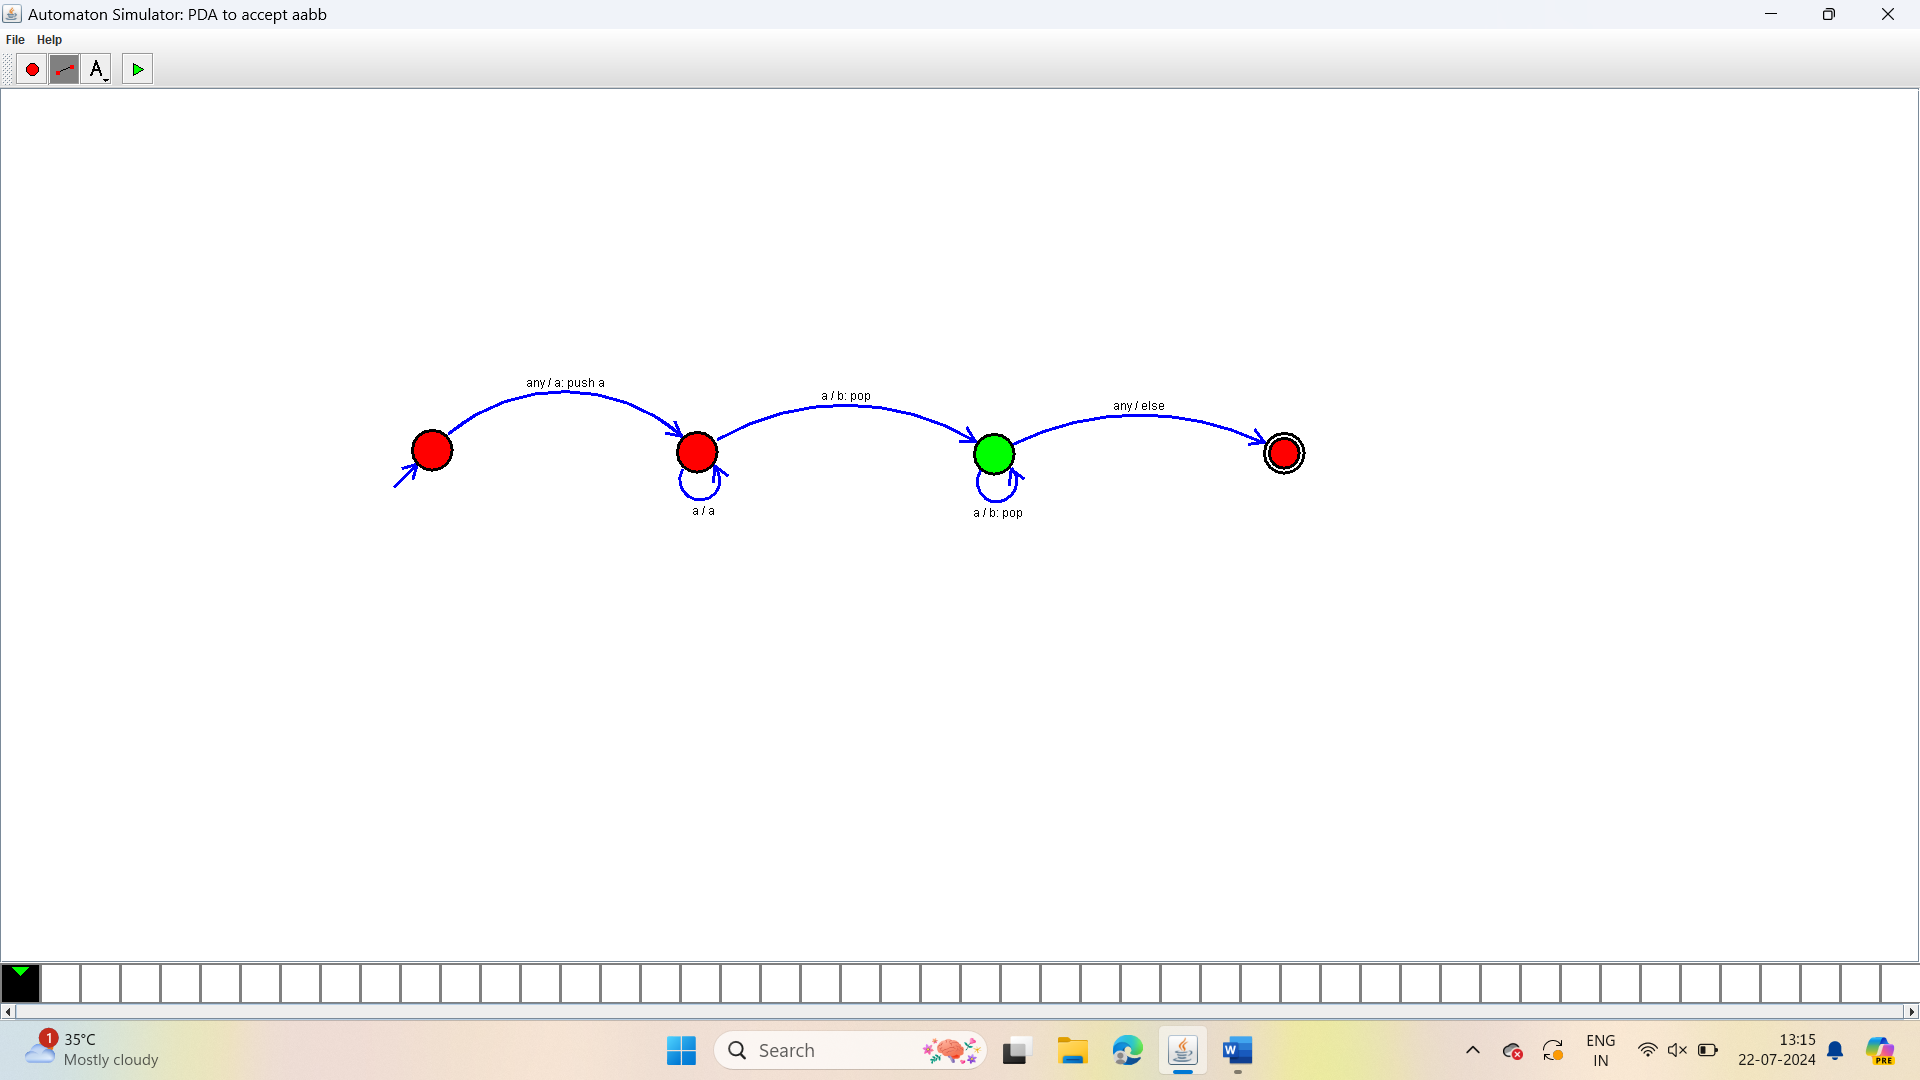 Automaton Simulator: PDA to accept aabb
File Help
A
any / a: push a
a / b: pop
any / else
a / a
a / b: pop
1
35°C
Mostly cloudy
Search
W
ENG
IN
13:15
22-07-2024
PRE